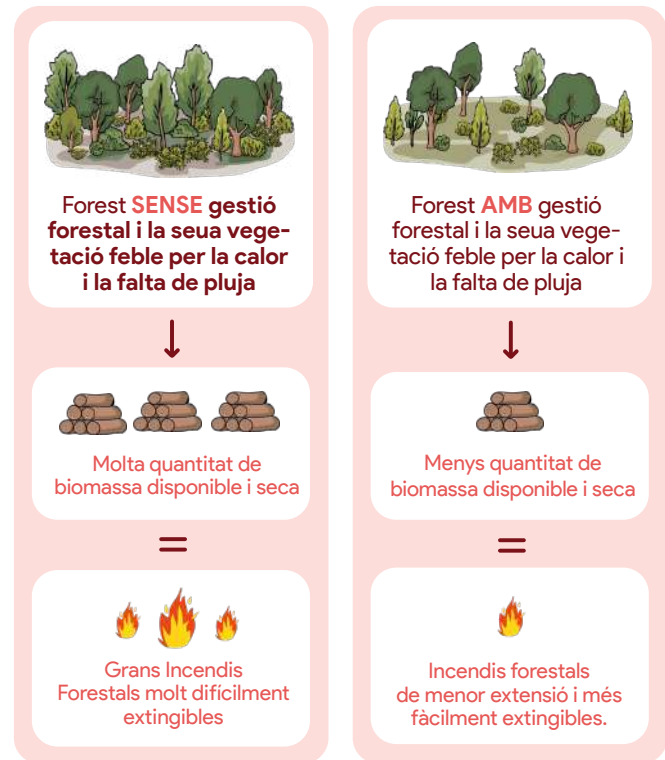 Forest SENSE gestió
forestal i la seua vege-
tació feble per la calor
i la falta de pluja
Molta quantitat de
biomassa disponible i seca
=
Grans Incendis
Forestals molt difícilment
extingibles
Forest AMB gestió
forestal i la seua vege-
tació feble per la calor i
la falta de pluja
Menys quantitat de
biomassa disponible i seca
=
Incendis forestals
de menor extensió i més
fàcilment extingibles.